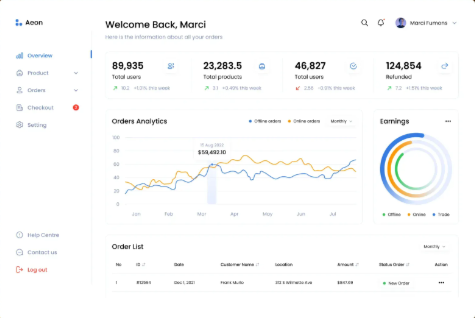 Aeon
Welcome Back, Marci
Here is the information about all your orders
Marci Fumons
Overview
Product
Orders
Checkout
Setting
Help Centre
Contact us
Log out
89,935
Total users
10.2 +1.01% this week
23,283.5
Total products
3.1 +0.49% this week
46,827
Total users
2.56 -0.91% this week
124,854
Refunded
7.2 +1.51% this week
Orders Analytics
Offline orders
Online orders
Monthly
100
80
60
40
20
0
15 Aug 2022
$59,492.10
Jan
Feb
Mar
Apr
May
Jun
Jul
Earnings
Offline
Online
Trade
Order List
Monthly
No
ID
Date
Customer Name
Location
Amount
Status Order
Action
1
#12594
Dec 1, 2021
Frank Murlo
312 S Wilmette Ave
$847.69
New Order